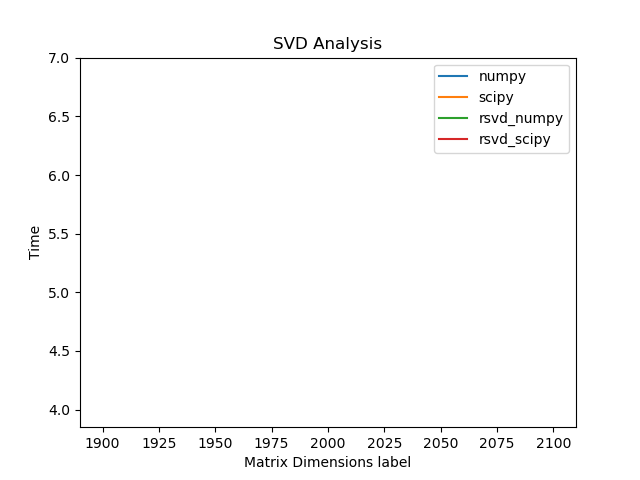 SVD Analysis
7.0
6.5
6.0
5.5
5.0
4.5
4.0
Time
numpy
scipy
rsvd_numpy
rsvd_scipy
1900 1925 1950 1975 2000 2025 2050 2075 2100
Matrix Dimensions label